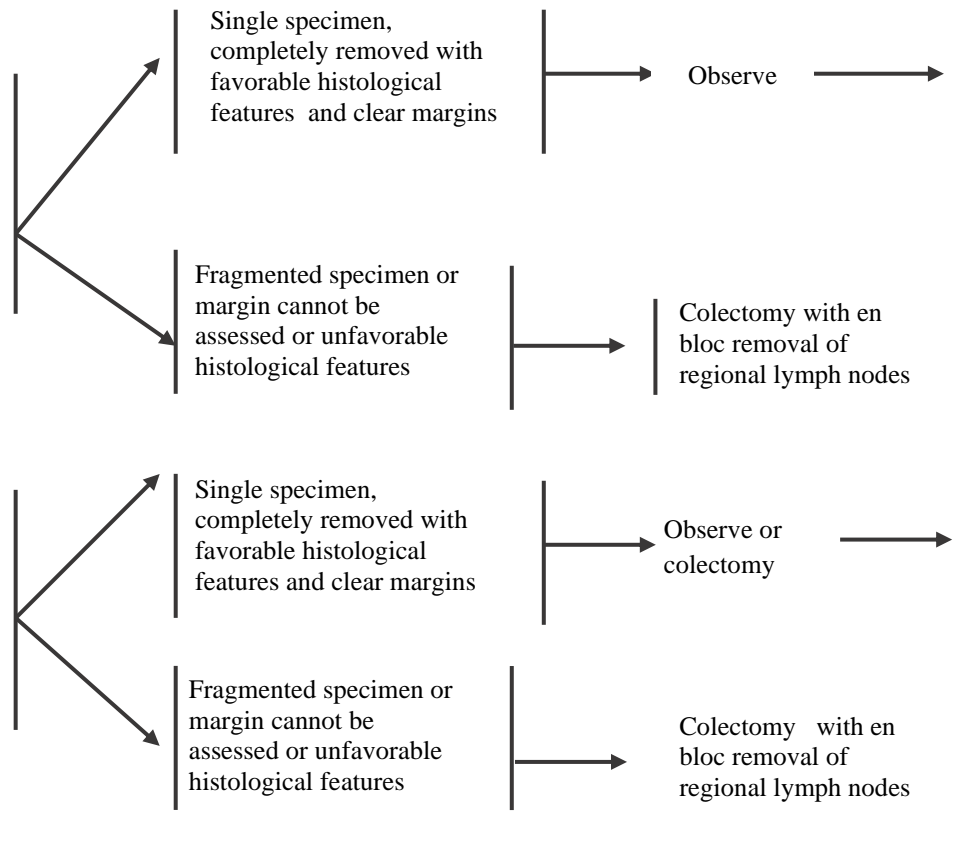 Single specimen,
completely removed with
favorable histological
features and clear margins
Observe
Fragmented specimen or
margin cannot be
assessed or unfavorable
histological features
Colectomy with en
bloc removal of
regional lymph nodes
Single specimen,
completely removed with
favorable histological
features and clear margins
Observe or
colectomy
Fragmented specimen or
margin cannot be
assessed or unfavorable
histological features
Colectomy with en
bloc removal of
regional lymph nodes